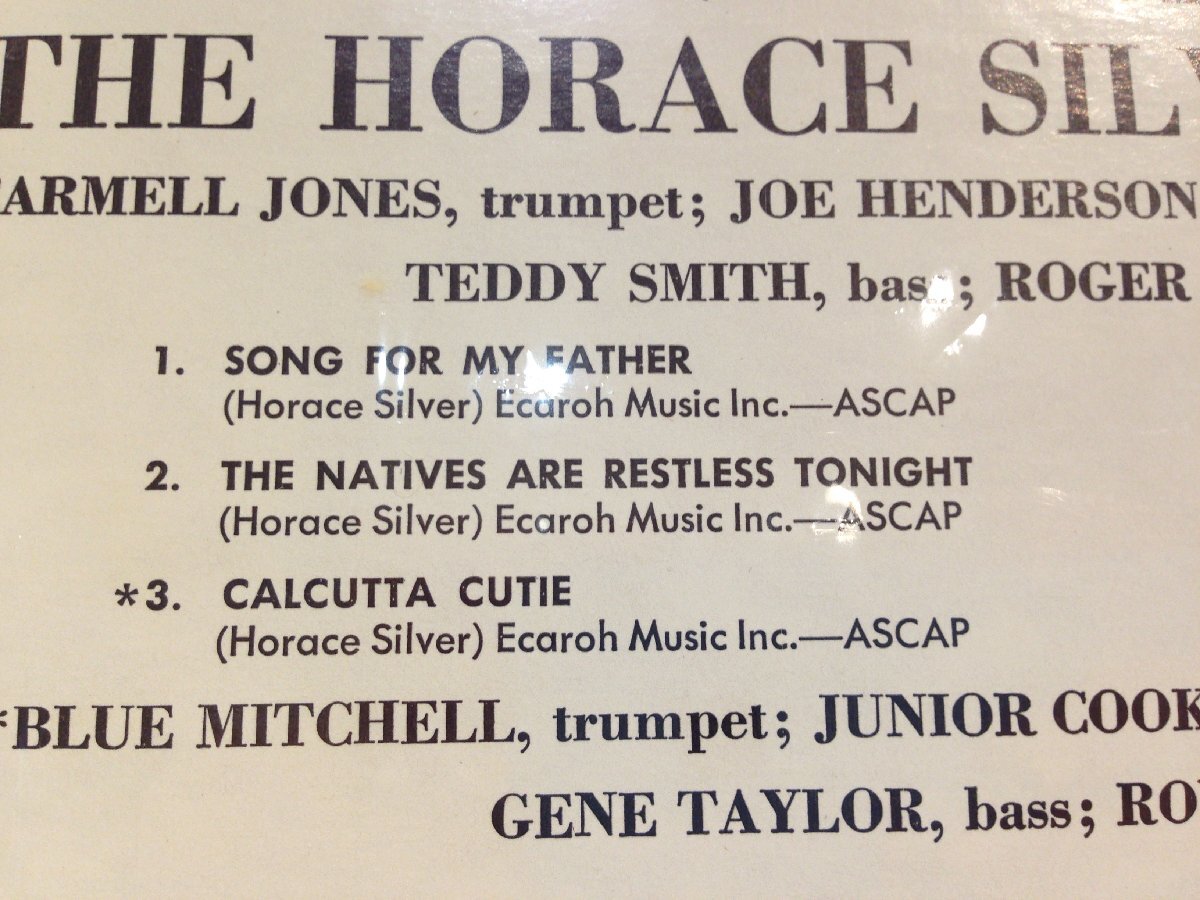 THE HORACE SIL
ARMELL JONES, trumpet; JOE HENDERSON
TEDDY SMITH, bass; ROGER
1. SONG FOR MY FATHER
(Horace Silver) Ecaroh Music Inc.—ASCAP
2. THE NATIVES ARE RESTLESS TONIGHT
(Horace Silver) Ecaroh Music Inc.—ASCAP
*3. CALCUTTA CUTIE
(Horace Silver) Ecaroh Music Inc.—ASCAP
*BLUE MITCHELL, trumpet; JUNIOR COOK
GENE TAYLOR, bass; RO